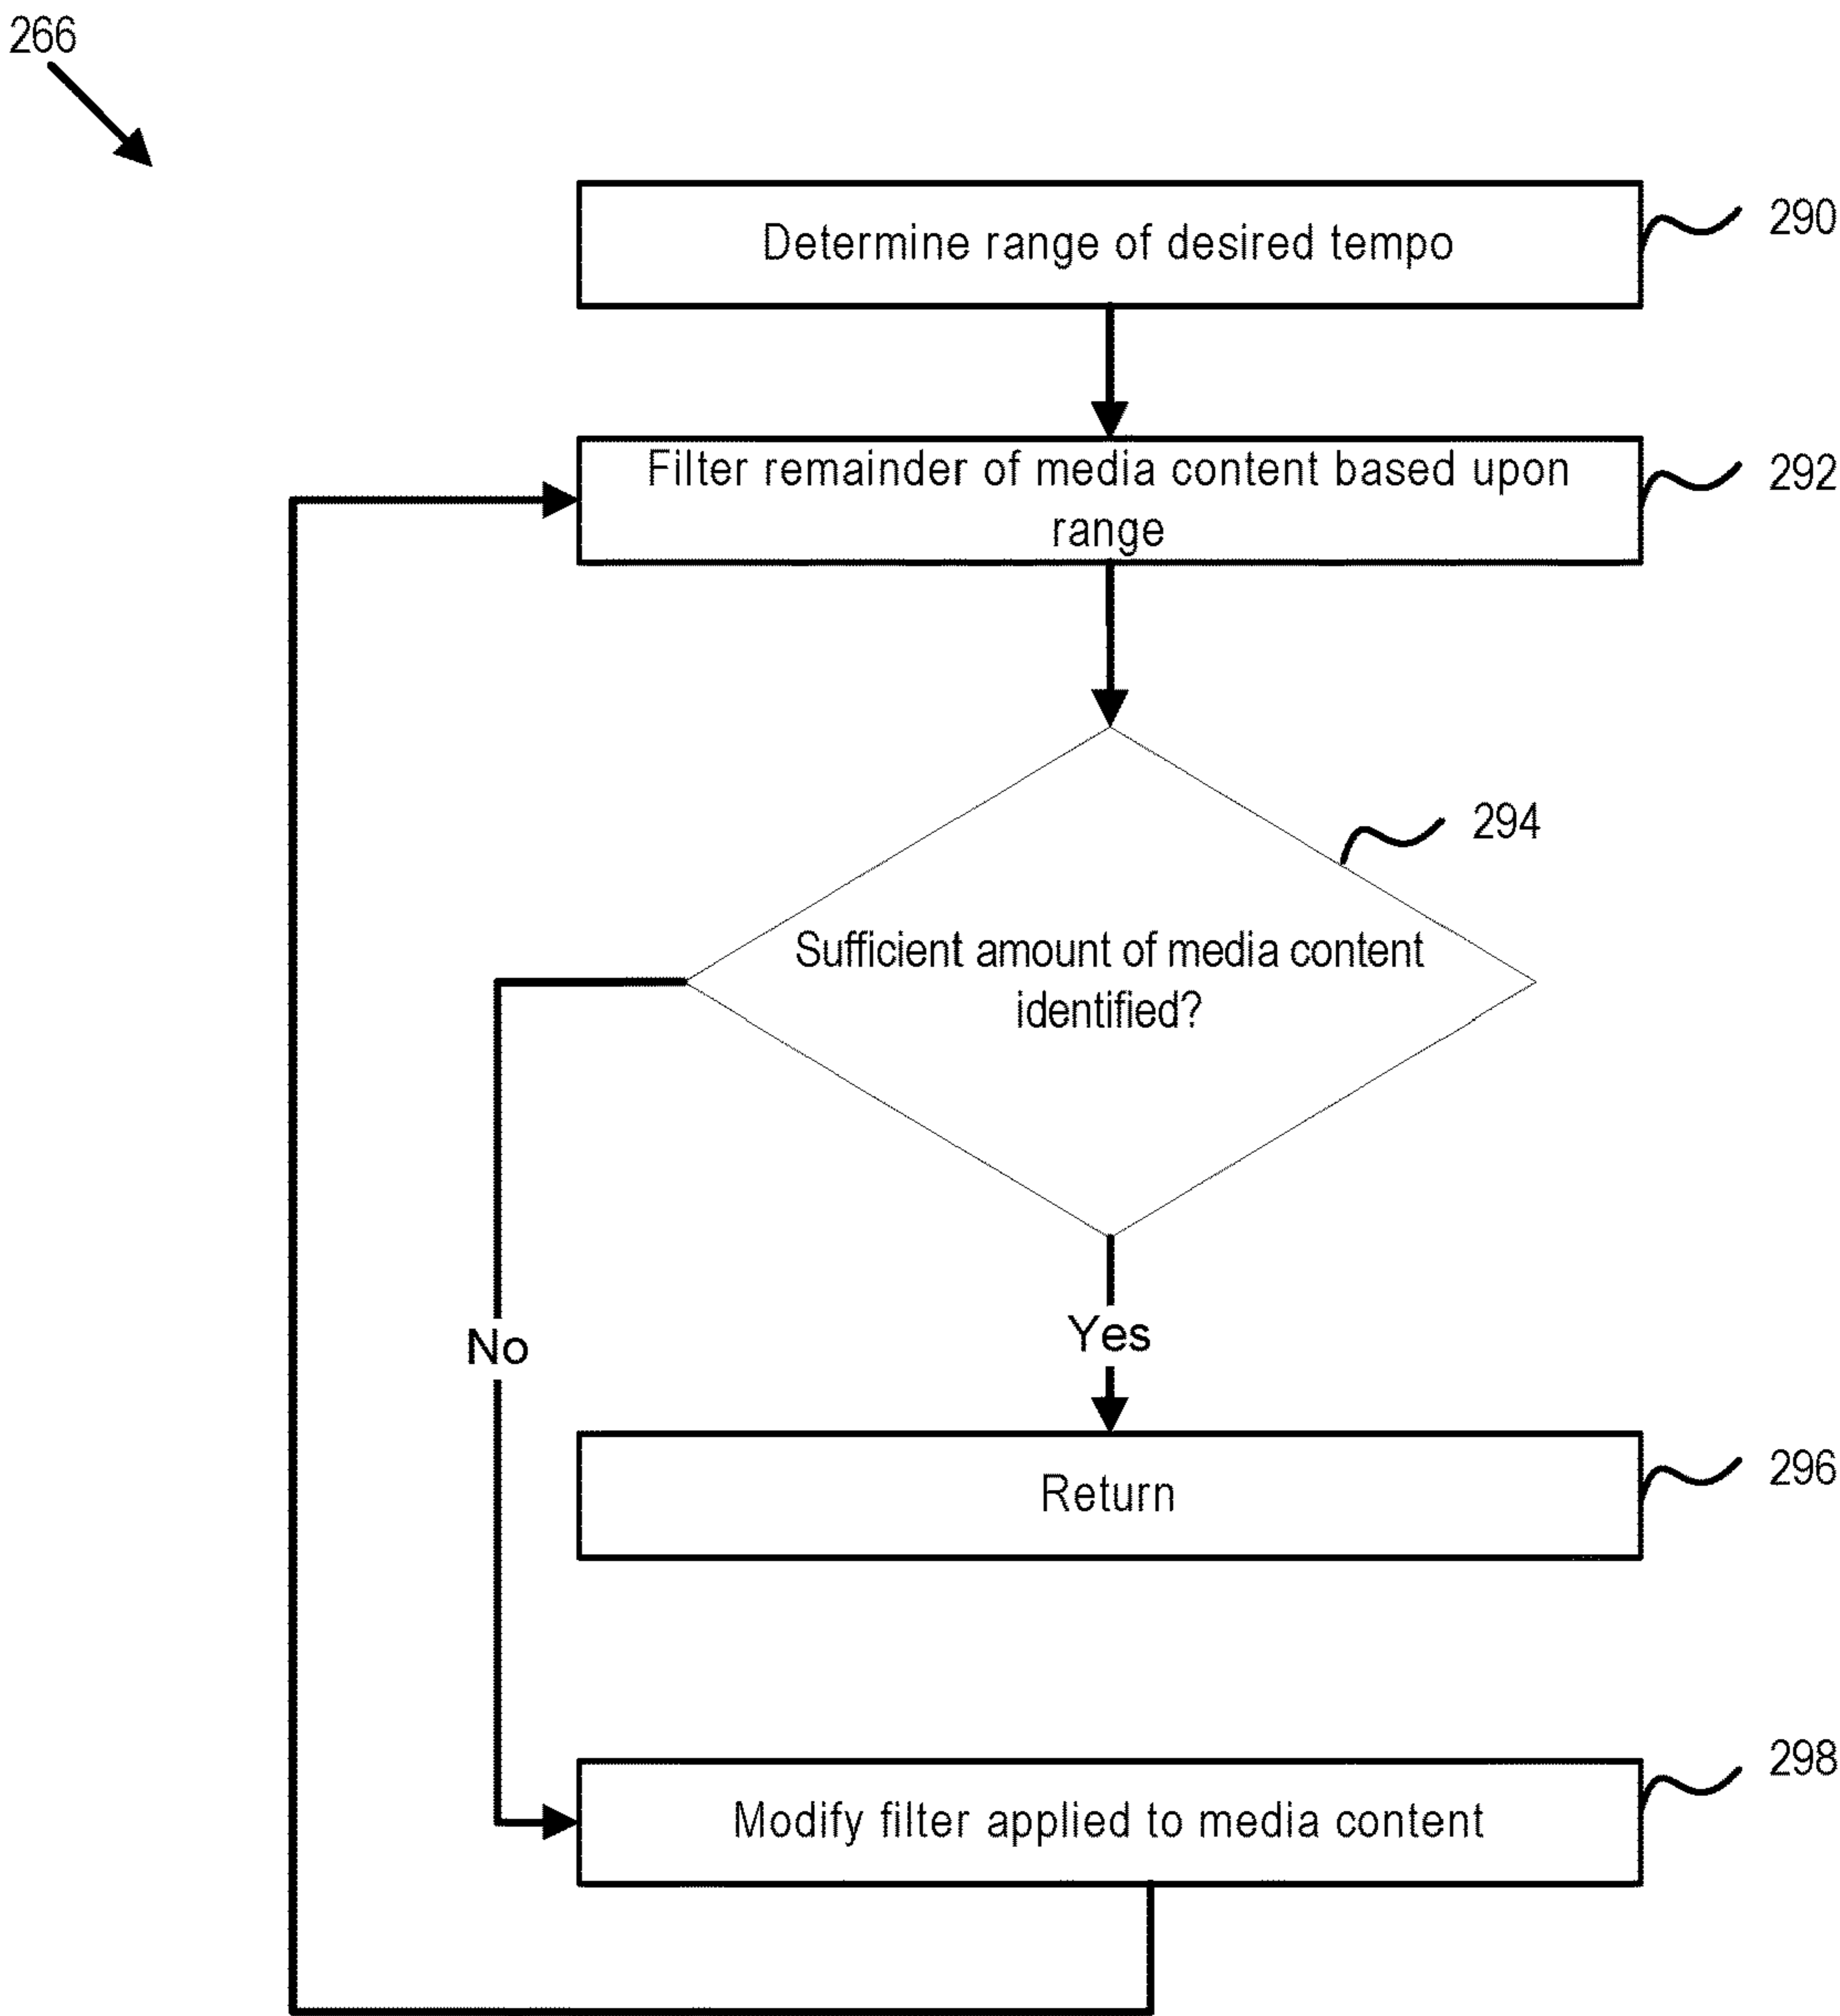 266
Determine range of desired tempo
290
Filter remainder of media content based upon
range
292
294
Sufficient amount of media content
identified?
No
Yes
Return
296
Modify filter applied to media content
298